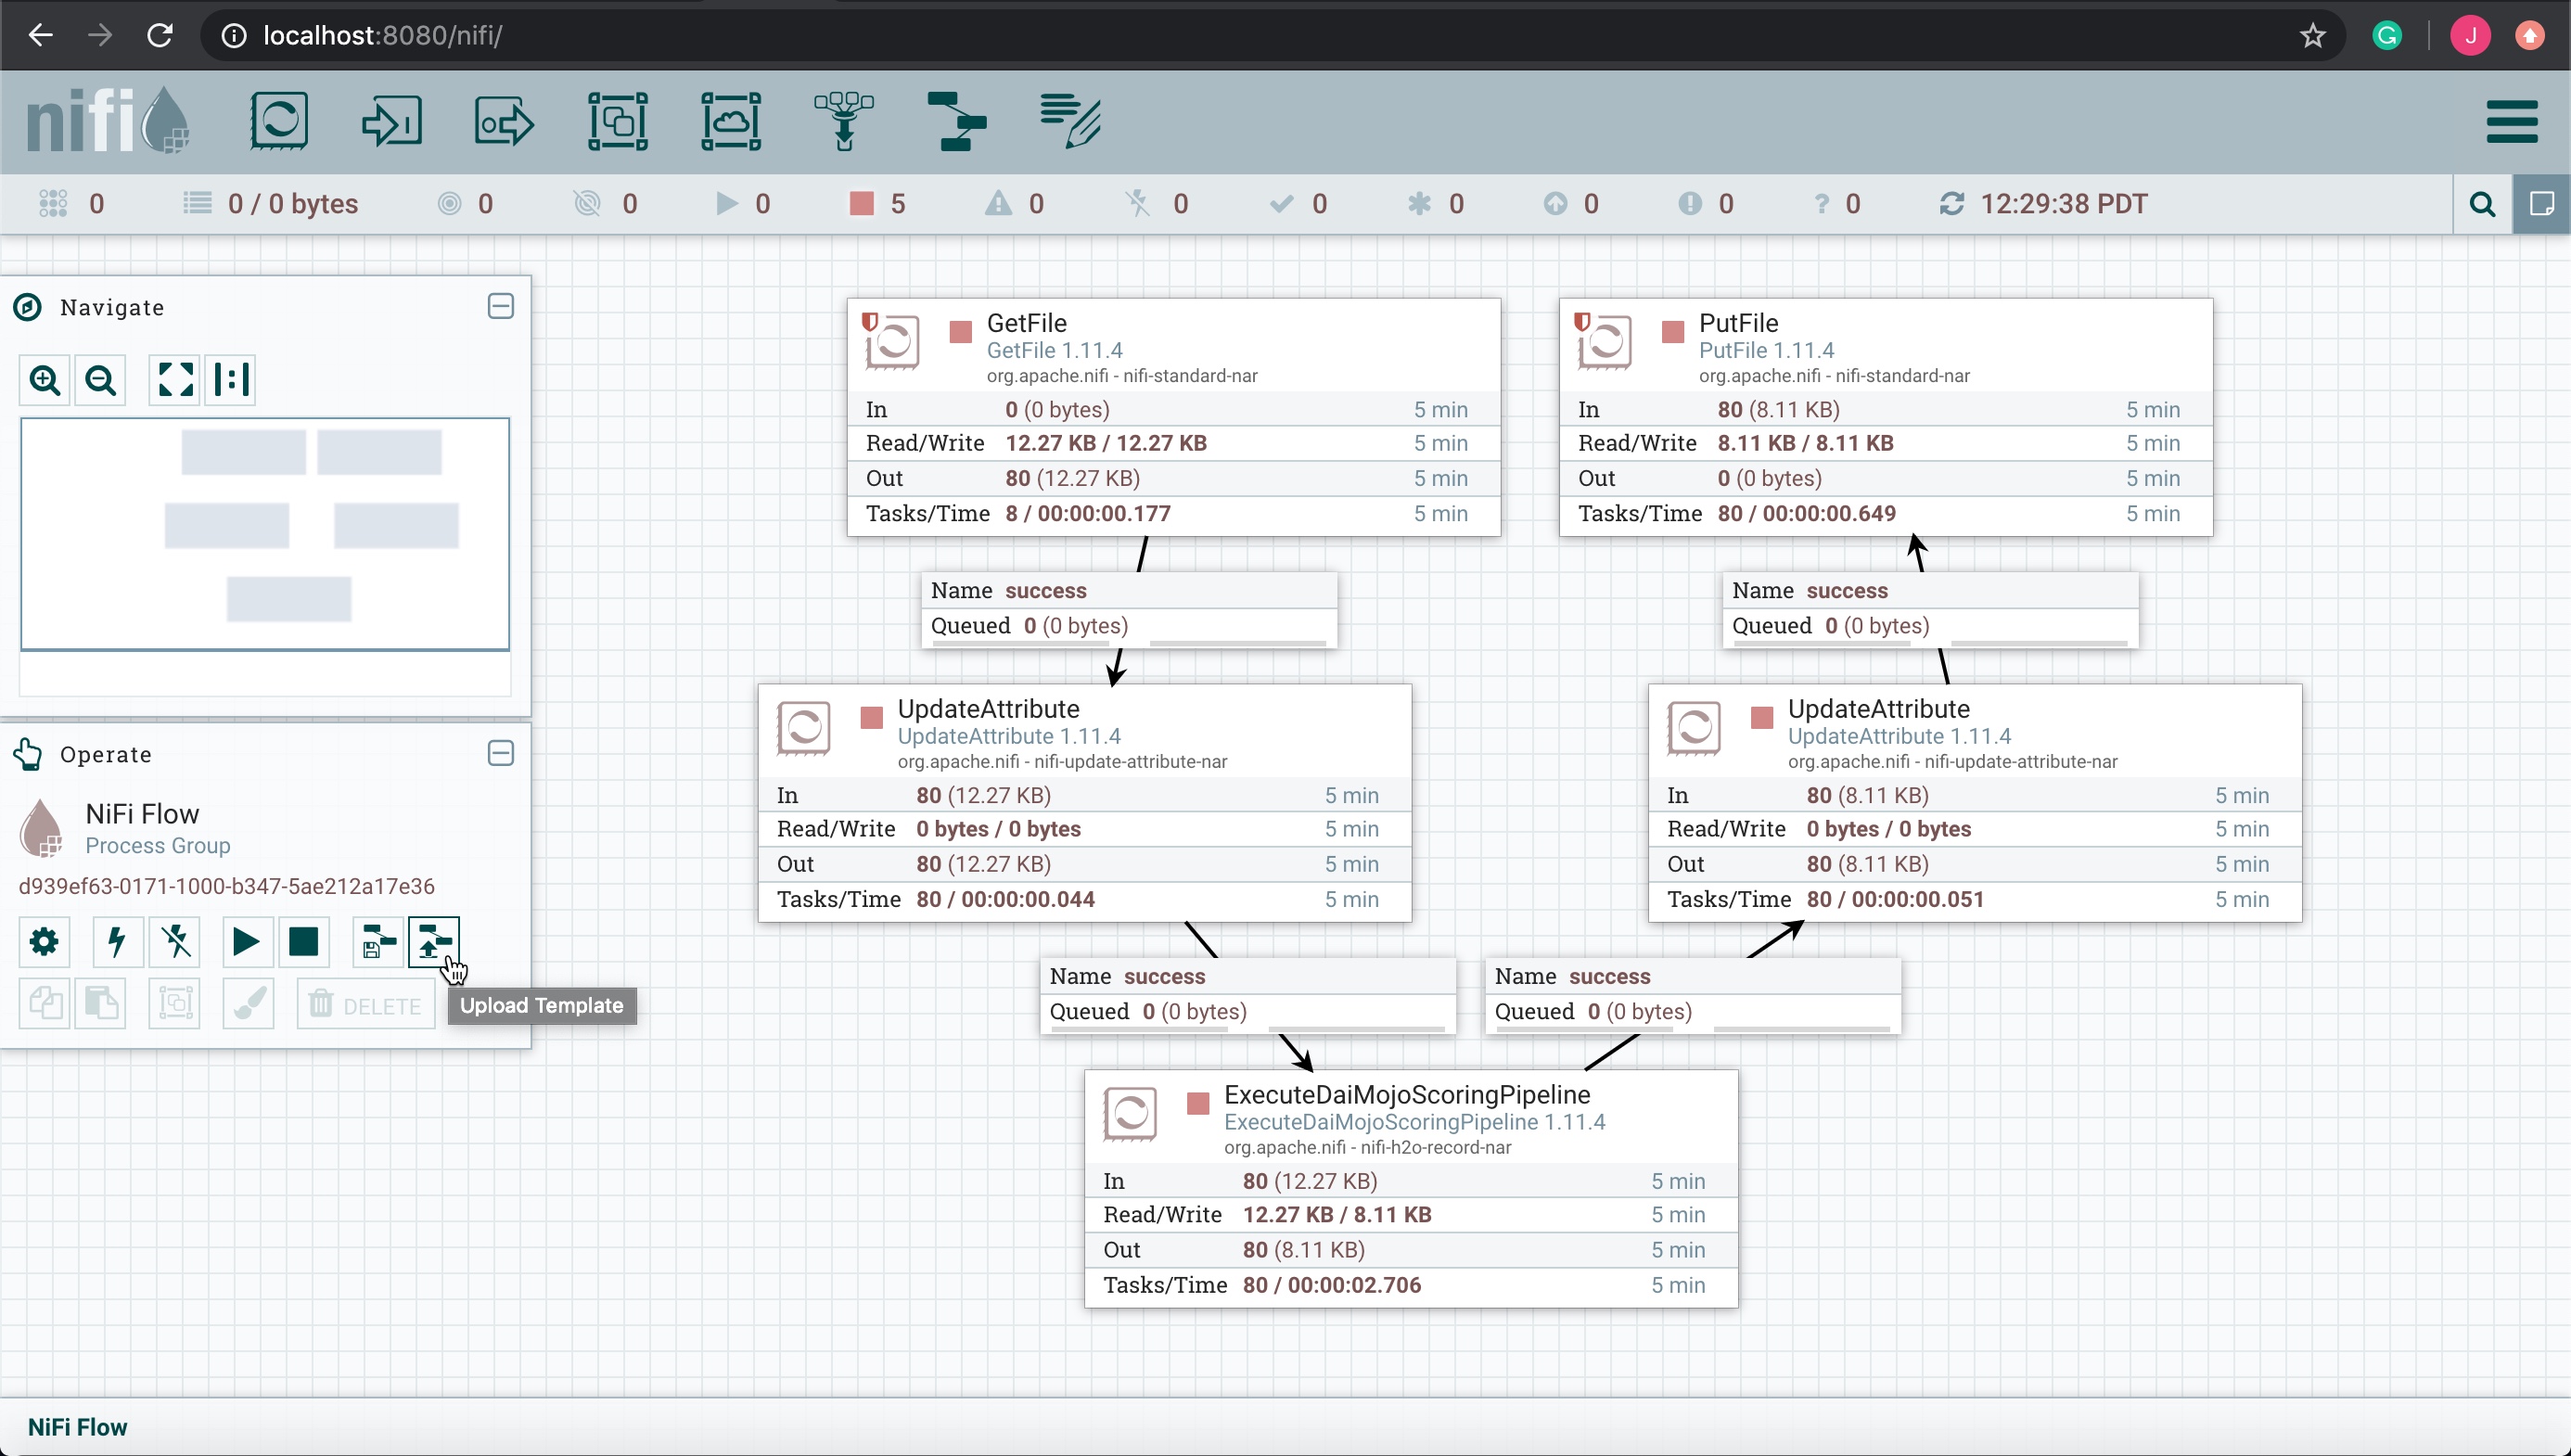 localhost:8080/nifi/
J
nifi
0
0 / 0 bytes
0
0
0
5
0
0
0
0
0
0
? 0
12:29:38 PDT
Navigate
Operate
NiFi Flow
Process Group
d939ef63-0171-1000-b347-5ae212a17e36
DELETE
Upload Template
GetFile
GetFile 1.11.4
org.apache.nifi - nifi-standard-nar
In 0 (0 bytes) 5 min
Read/Write 12.27 KB / 12.27 KB 5 min
Out 80 (12.27 KB) 5 min
Tasks/Time 8 / 00:00:00.177 5 min
PutFile
PutFile 1.11.4
org.apache.nifi - nifi-standard-nar
In 80 (8.11 KB) 5 min
Read/Write 8.11 KB / 8.11 KB 5 min
Out 0 (0 bytes) 5 min
Tasks/Time 80 / 00:00:00.649 5 min
Name success
Queued 0 (0 bytes)
Name success
Queued 0 (0 bytes)
UpdateAttribute
UpdateAttribute 1.11.4
org.apache.nifi - nifi-update-attribute-nar
In 80 (12.27 KB) 5 min
Read/Write 0 bytes / 0 bytes 5 min
Out 80 (12.27 KB) 5 min
Tasks/Time 80 / 00:00:00.044 5 min
UpdateAttribute
UpdateAttribute 1.11.4
org.apache.nifi - nifi-update-attribute-nar
In 80 (8.11 KB) 5 min
Read/Write 0 bytes / 0 bytes 5 min
Out 80 (8.11 KB) 5 min
Tasks/Time 80 / 00:00:00.051 5 min
Name success
Queued 0 (0 bytes)
Name success
Queued 0 (0 bytes)
ExecuteDaiMojoScoringPipeline
ExecuteDaiMojoScoringPipeline 1.11.4
org.apache.nifi - nifi-h2o-record-nar
In 80 (12.27 KB) 5 min
Read/Write 12.27 KB / 8.11 KB 5 min
Out 80 (8.11 KB) 5 min
Tasks/Time 80 / 00:00:02.706 5 min
NiFi Flow